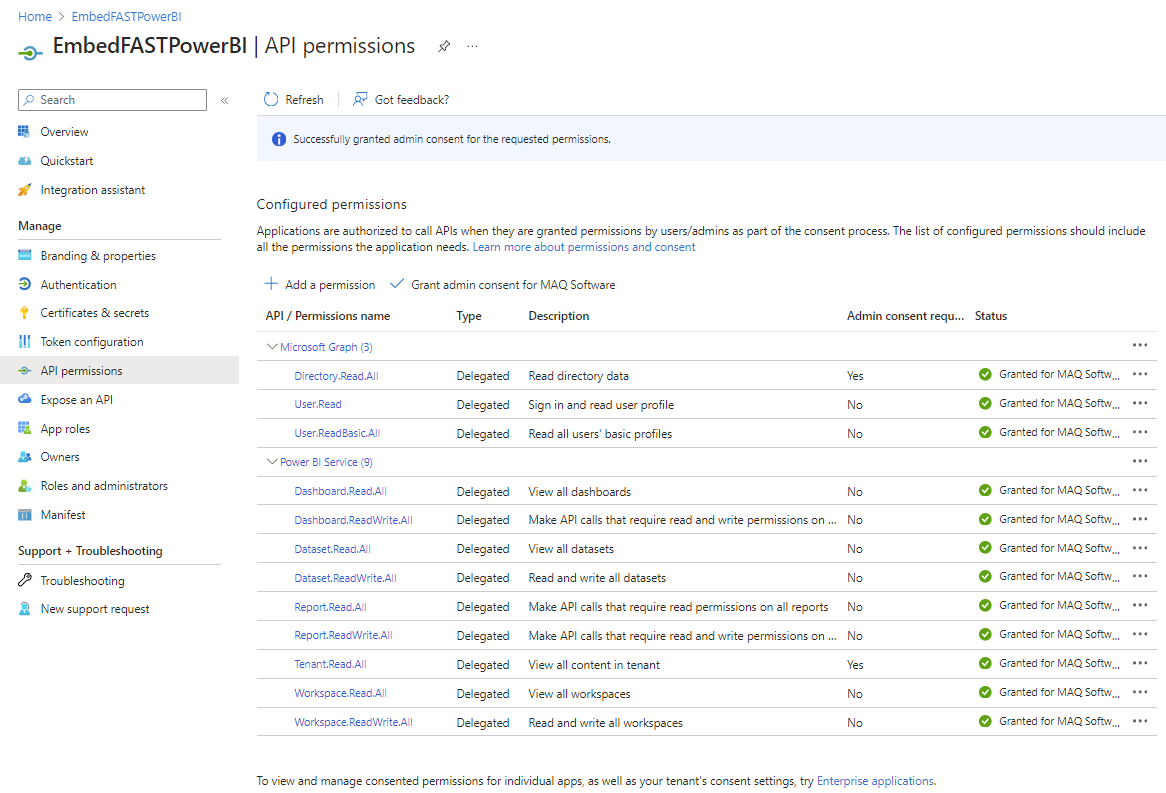 Home > EmbedFASTPowerBI
EmbedFASTPowerBI | API permissions ...
Search «
Overview
Quickstart
Integration assistant
Manage
Branding & properties
Authentication
Certificates & secrets
Token configuration
API permissions
Expose an API
App roles
Owners
Roles and administrators
Manifest
Support + Troubleshooting
Troubleshooting
New support request
Refresh | Got feedback?
Successfully granted admin consent for the requested permissions.
Configured permissions
Applications are authorized to call APIs when they are granted permissions by users/admins as part of the consent process. The list of configured permissions should include
all the permissions the application needs. Learn more about permissions and consent
Add a permission Grant admin consent for MAQ Software
API / Permissions name Type Description Admin consent requ... Status
Microsoft Graph (3)
Directory.Read.All Delegated Read directory data Yes Granted for MAQ Softw...
User.Read Delegated Sign in and read user profile No Granted for MAQ Softw...
User.ReadBasic.All Delegated Read all users' basic profiles No Granted for MAQ Softw...
Power BI Service (9)
Dashboard.Read.All Delegated View all dashboards No Granted for MAQ Softw...
Dashboard.ReadWrite.All Delegated Make API calls that require read and write permissions on ... No Granted for MAQ Softw...
Dataset.Read.All Delegated View all datasets No Granted for MAQ Softw...
Dataset.ReadWrite.All Delegated Read and write all datasets No Granted for MAQ Softw...
Report.Read.All Delegated Make API calls that require read permissions on all reports No Granted for MAQ Softw...
Report.ReadWrite.All Delegated Make API calls that require read and write permissions on ... No Granted for MAQ Softw...
Tenant.Read.All Delegated View all content in tenant Yes Granted for MAQ Softw...
Workspace.Read.All Delegated View all workspaces No Granted for MAQ Softw...
Workspace.ReadWrite.All Delegated Read and write all workspaces No Granted for MAQ Softw...
To view and manage consented permissions for individual apps, as well as your tenant's consent settings, try Enterprise applications.